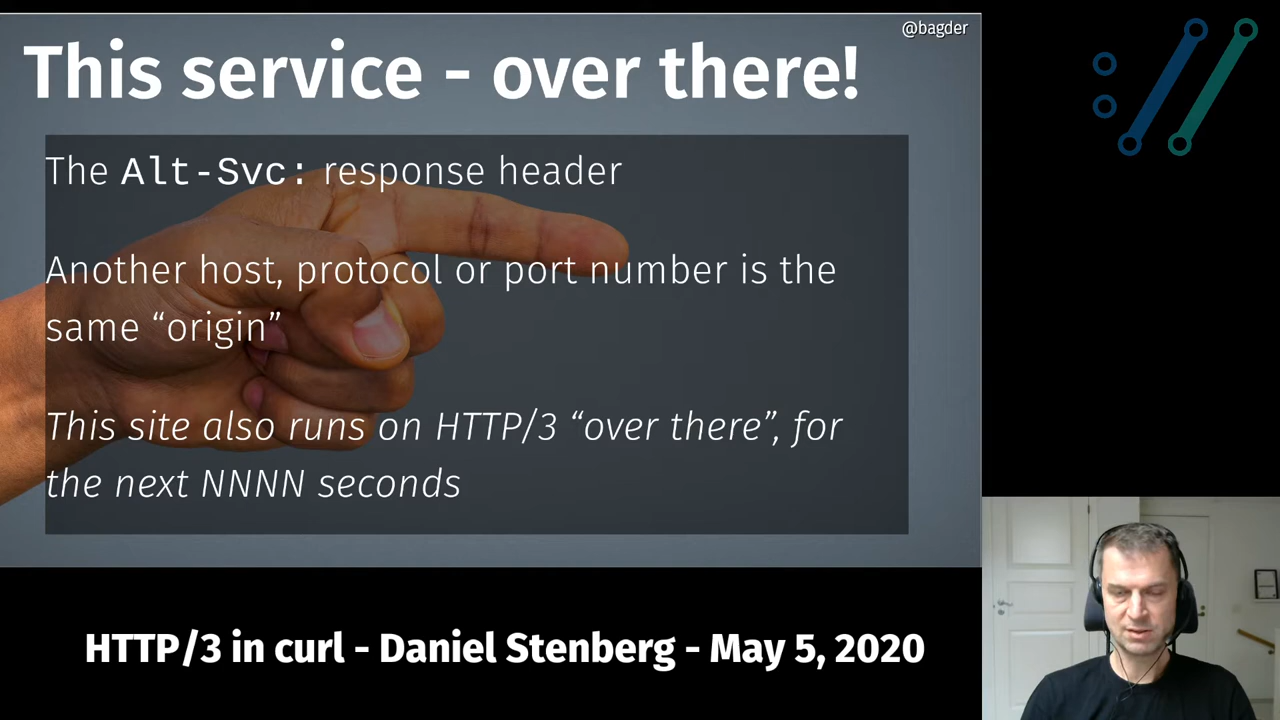 @bagder
This service - over there!
The Alt-Svc: response header
Another host, protocol or port number is the
same “origin”
This site also runs on HTTP/3 “over there”, for
the next NNNN seconds
HTTP/3 in curl - Daniel Stenberg - May 5, 2020